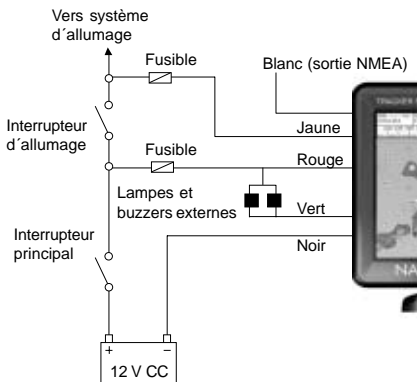 Vers système
d´allumage
Fusible
Blanc (sortie NMEA)
Jaune
Interrupteur
d´allumage
Fusible
Rouge
Lampes et
buzzers externes
Vert
Noir
Interrupteur
principal
NA
+ –
12 V CC